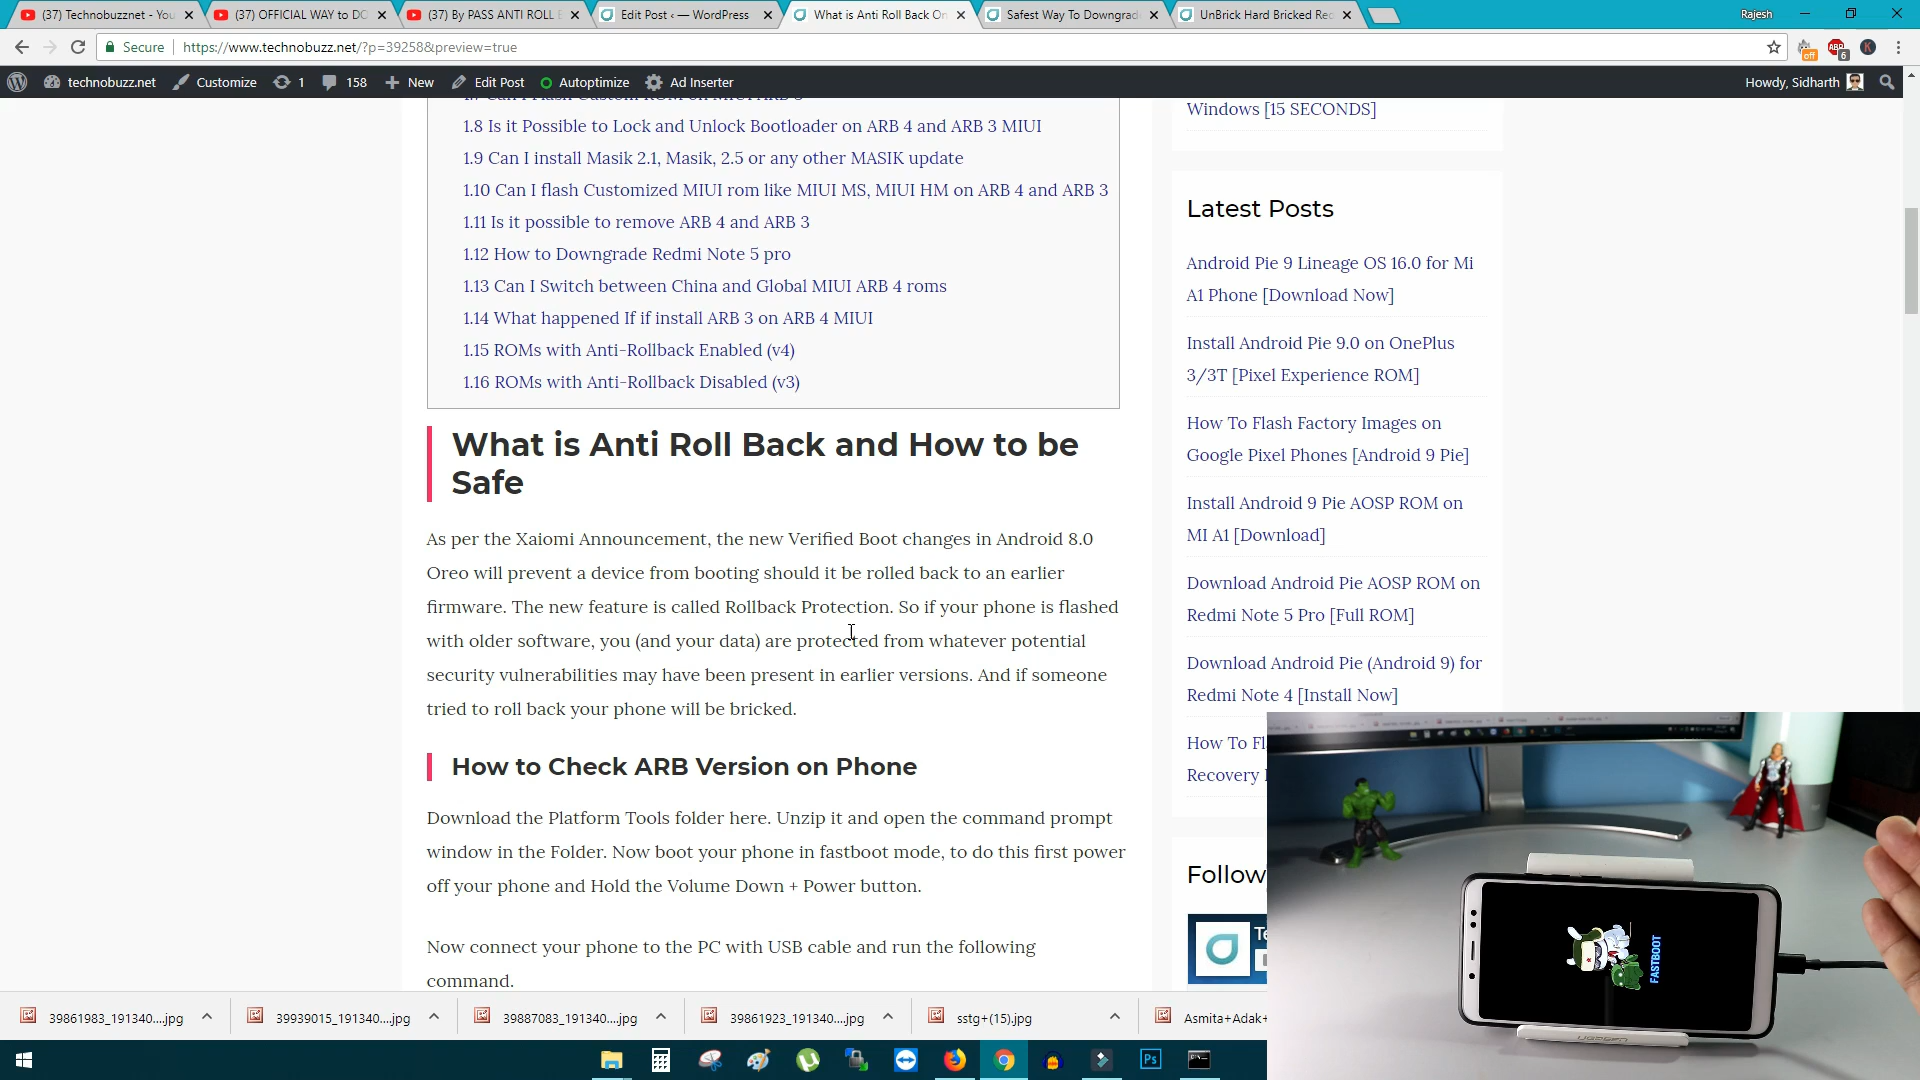 (37) Technobuzznet - You
(37) OFFICIAL WAY to DO
(37) By PASS ANTI ROLL B
Edit Post ‹ — WordPress
What is Anti Roll Back On
Safest Way To Downgrad
UnBrick Hard Bricked Red
Rajesh
Secure
https://www.technobuzz.net/?p=39258&preview=true
off
ABP
6
K
technobuzz.net
Customize
1
158
New
Edit Post
Autoptimize
Ad Inserter
Howdy, Sidharth
1.7 Can I Flash Custom ROM on MIUI ARB 3
1.8 Is it Possible to Lock and Unlock Bootloader on ARB 4 and ARB 3 MIUI
1.9 Can I install Masik 2.1, Masik, 2.5 or any other MASIK update
1.10 Can I flash Customized MIUI rom like MIUI MS, MIUI HM on ARB 4 and ARB 3
1.11 Is it possible to remove ARB 4 and ARB 3
1.12 How to Downgrade Redmi Note 5 pro
1.13 Can I Switch between China and Global MIUI ARB 4 roms
1.14 What happened If if install ARB 3 on ARB 4 MIUI
1.15 ROMs with Anti-Rollback Enabled (v4)
1.16 ROMs with Anti-Rollback Disabled (v3)
What is Anti Roll Back and How to be
Safe
As per the Xaiomi Announcement, the new Verified Boot changes in Android 8.0
Oreo will prevent a device from booting should it be rolled back to an earlier
firmware. The new feature is called Rollback Protection. So if your phone is flashed
with older software, you (and your data) are protected from whatever potential
security vulnerabilities may have been present in earlier versions. And if someone
tried to roll back your phone will be bricked.
How to Check ARB Version on Phone
Download the Platform Tools folder here. Unzip it and open the command prompt
window in the Folder. Now boot your phone in fastboot mode, to do this first power
off your phone and Hold the Volume Down + Power button.
Now connect your phone to the PC with USB cable and run the following
command.
Windows [15 SECONDS]
Latest Posts
Android Pie 9 Lineage OS 16.0 for Mi
A1 Phone [Download Now]
Install Android Pie 9.0 on OnePlus
3/3T [Pixel Experience ROM]
How To Flash Factory Images on
Google Pixel Phones [Android 9 Pie]
Install Android 9 Pie AOSP ROM on
MI A1 [Download]
Download Android Pie AOSP ROM on
Redmi Note 5 Pro [Full ROM]
Download Android Pie (Android 9) for
Redmi Note 4 [Install Now]
How To Fl
Recovery
Follow
Te
FASTBOOT
UGREEN
39861983_191340....jpg
39939015_191340....jpg
39887083_191340....jpg
39861923_191340....jpg
sstg+(15).jpg
Asmita+Adak+
Ps